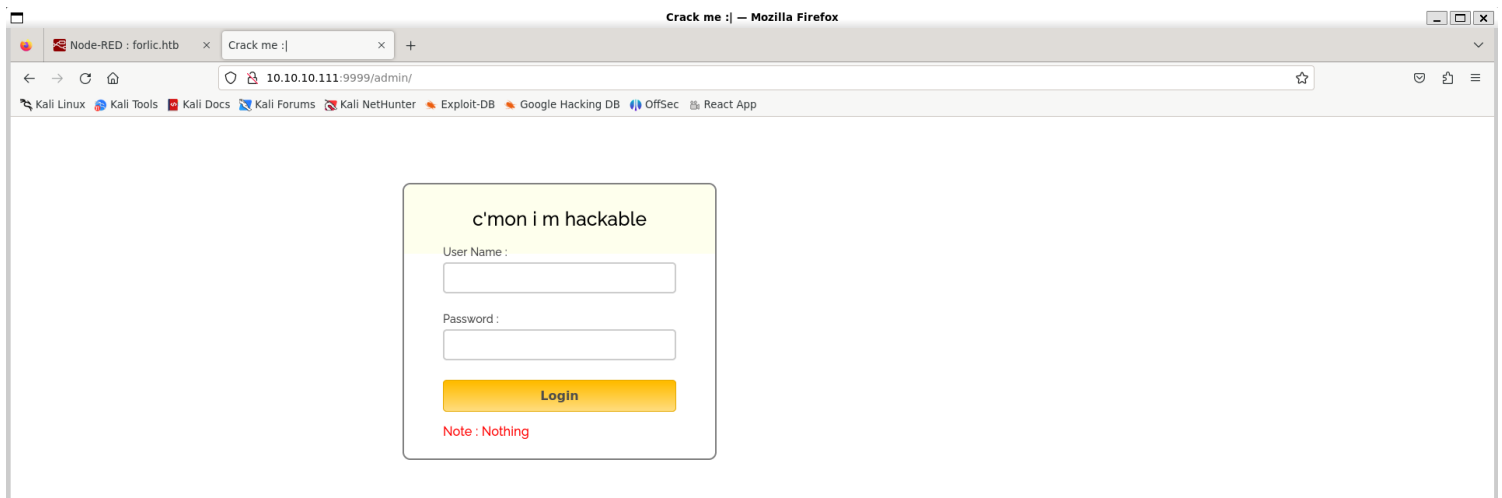 Crack me :| — Mozilla Firefox
Node-RED : forlic.htb
Crack me :|
10.10.10.111:9999/admin/
Kali Linux Kali Tools Kali Docs Kali Forums Kali NetHunter Exploit-DB Google Hacking DB OffSec React App
c'mon i m hackable
User Name :
Password :
Login
Note : Nothing